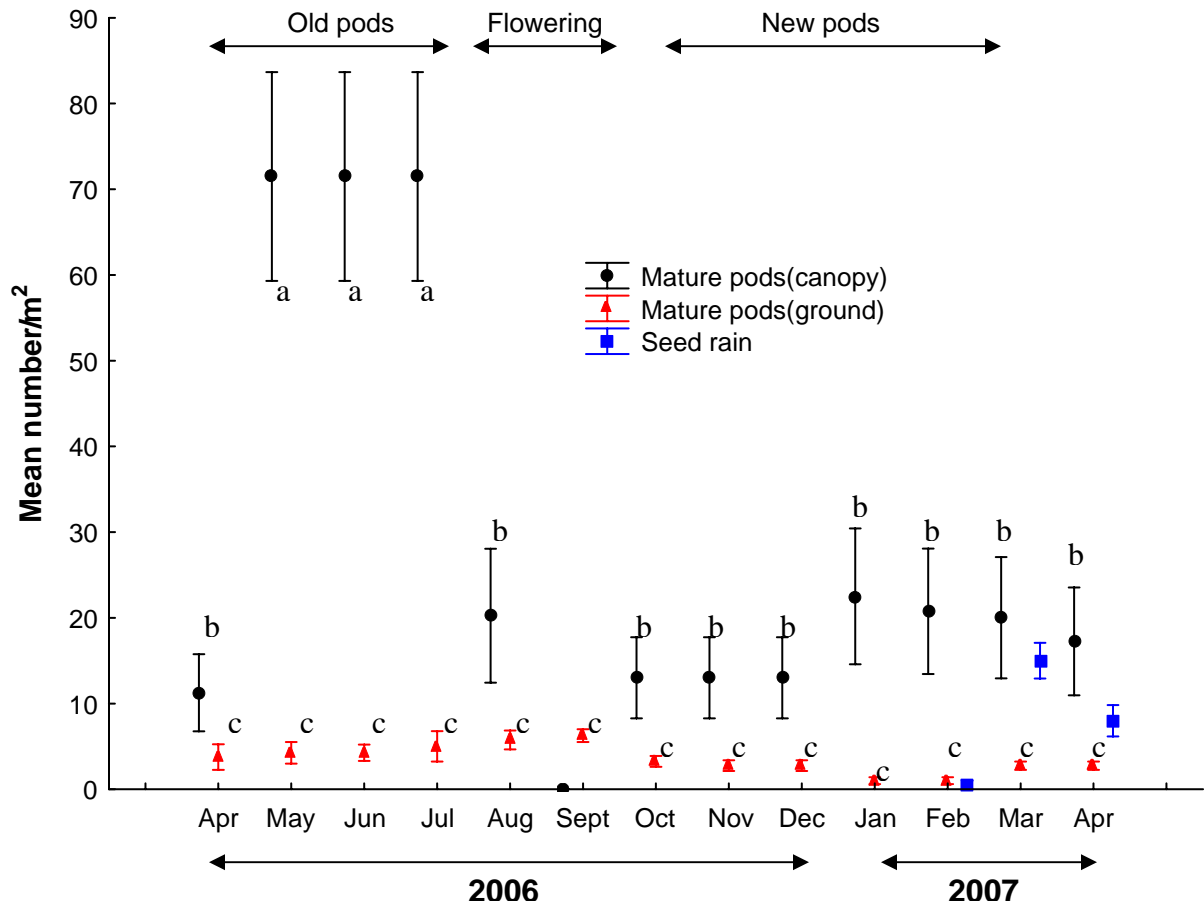 Old pods Flowering New pods
90
80
70
60
50
40
30
20
10
0
Mean number/m²
a a a
Mature pods(canopy)
Mature pods(ground)
Seed rain
b b b b b b b b b
c c c c c c c c c c c c c
Apr May Jun Jul Aug Sept Oct Nov Dec Jan Feb Mar Apr
2006 2007